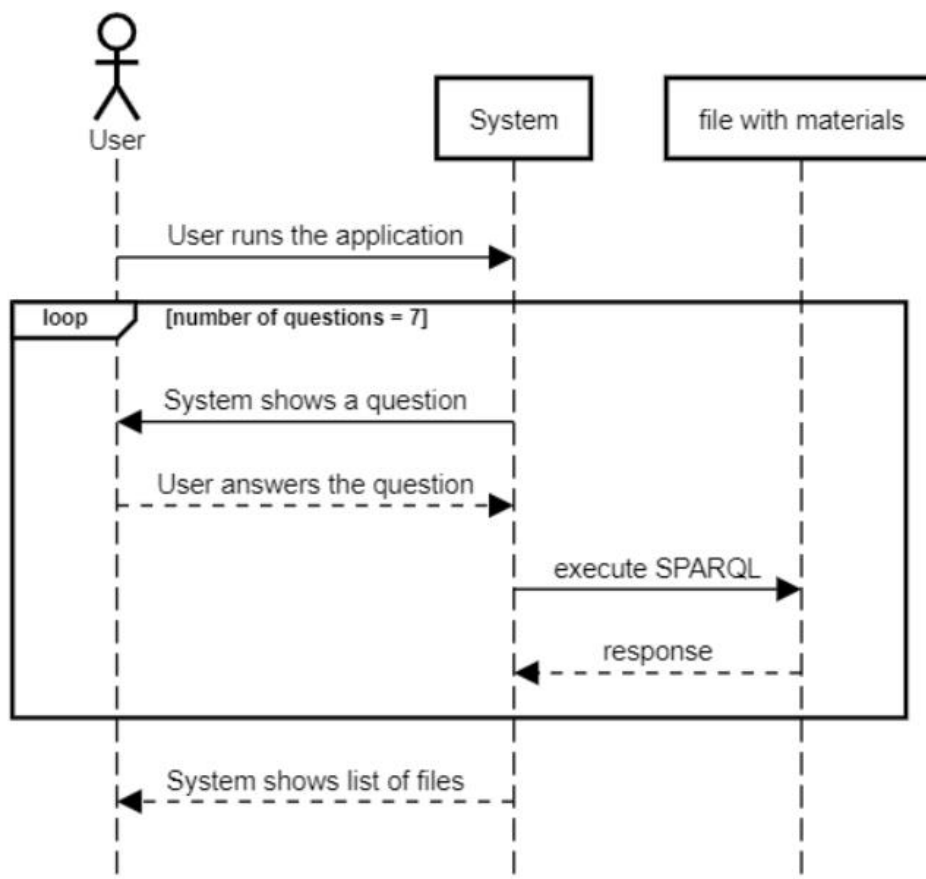 User
System
file with materials
User runs the application
loop
[number of questions = 7]
System shows a question
User answers the question
execute SPARQL
response
System shows list of files